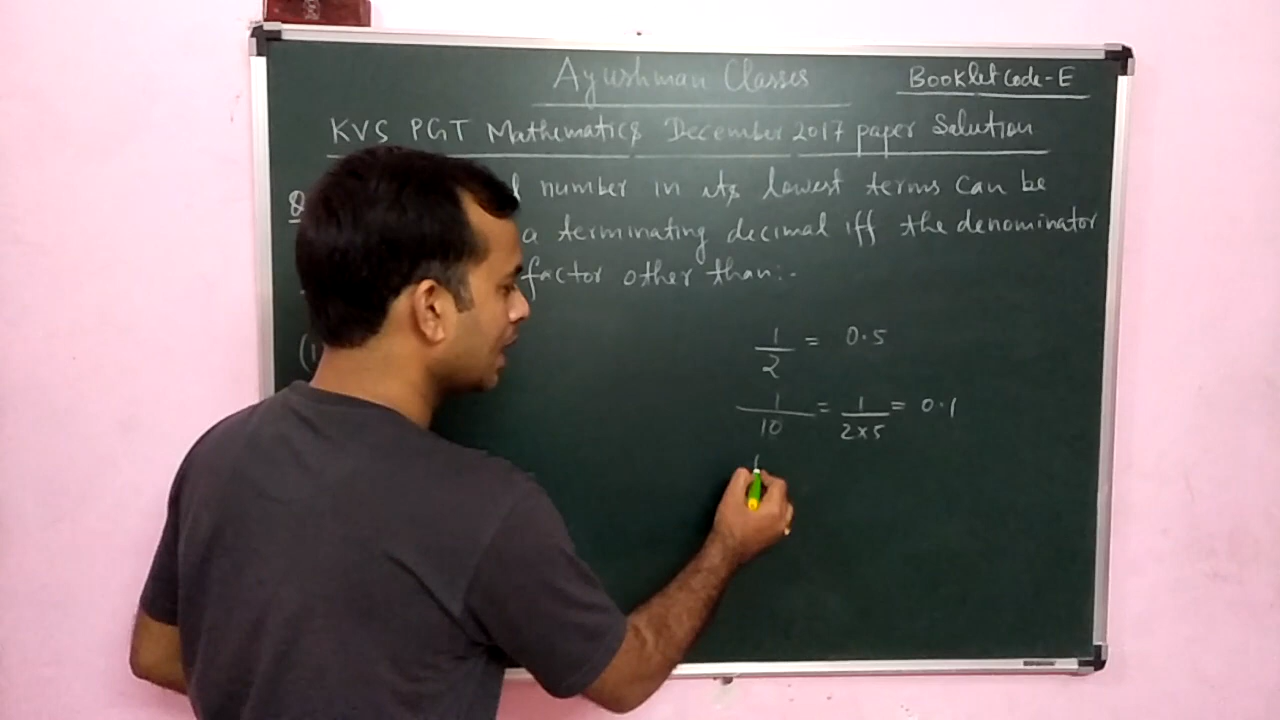 Ayushman Classes
Booklet Code-E
KVS PGT Mathematics December 2017 paper Solution
number in its lowest terms can be
a terminating decimal iff the denominator
factor other than:-
1/2 = 0.5
1/10 = 1/2×5 = 0.1